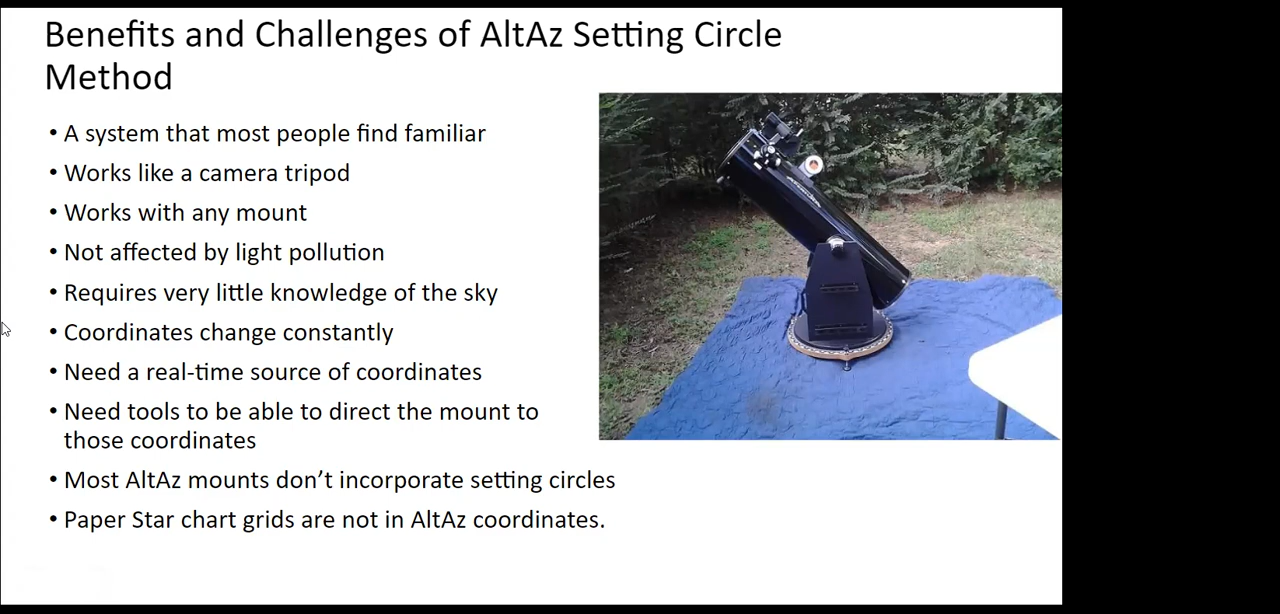 Benefits and Challenges of AltAz Setting Circle
Method
• A system that most people find familiar
• Works like a camera tripod
• Works with any mount
• Not affected by light pollution
• Requires very little knowledge of the sky
• Coordinates change constantly
• Need a real-time source of coordinates
• Need tools to be able to direct the mount to
those coordinates
• Most AltAz mounts don’t incorporate setting circles
• Paper Star chart grids are not in AltAz coordinates.